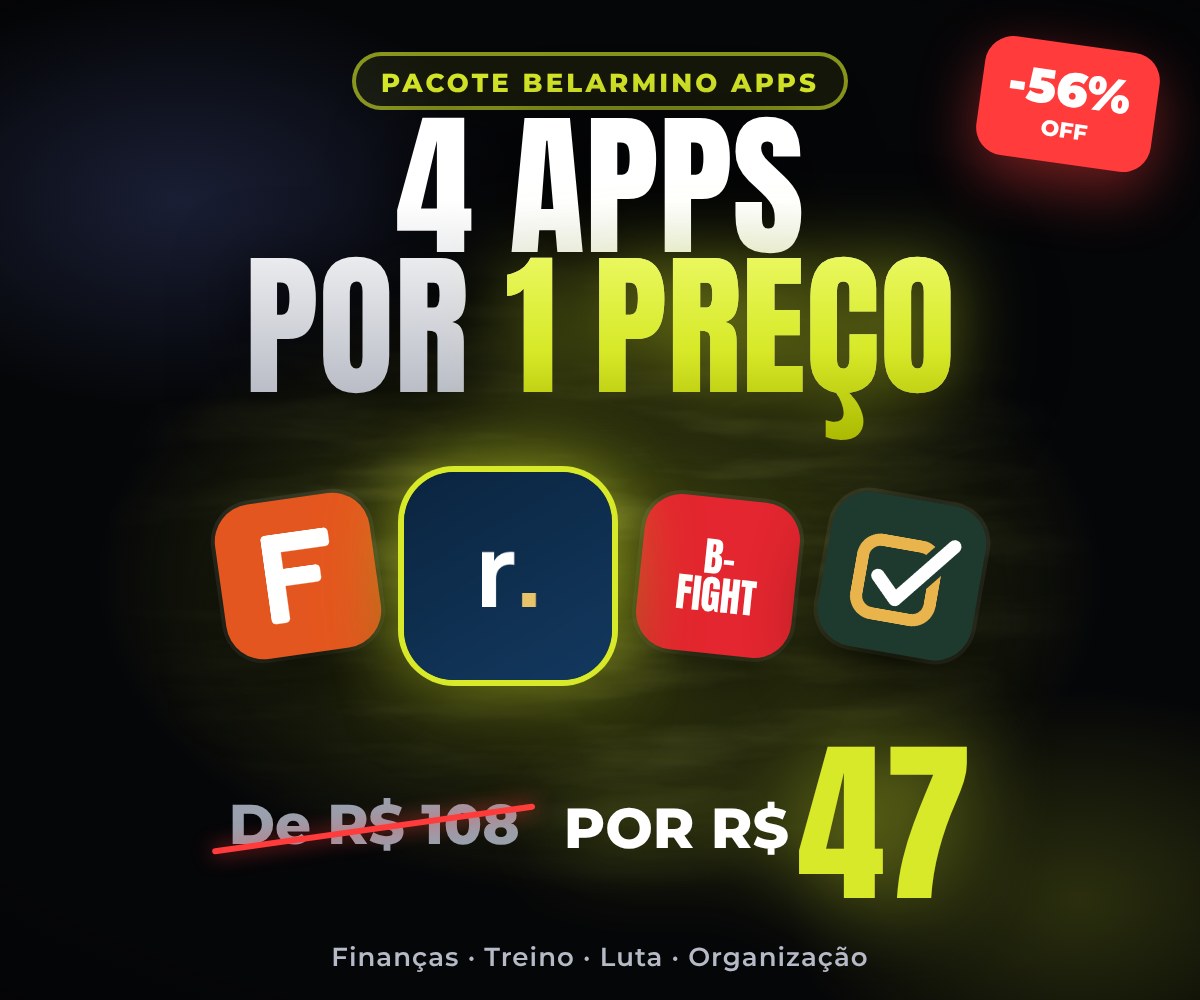 PACOTE BELARMINO APPS
-56%
OFF
4 APPS
POR 1 PREÇO
F
r.
B-
FIGHT
De R$ 108 POR R$ 47
Finanças · Treino · Luta · Organização